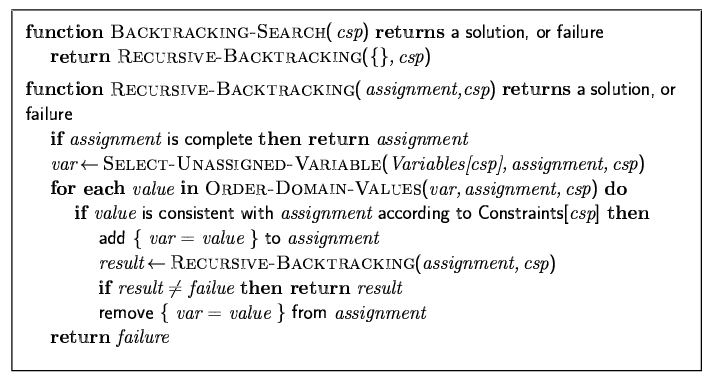 function BACKTRACKING-SEARCH( csp) returns a solution, or failure
return RECURSIVE-BACKTRACKING({}, csp)
function RECURSIVE-BACKTRACKING( assignment,csp) returns a solution, or
failure
if assignment is complete then return assignment
var ← SELECT-UNASSIGNED-VARIABLE( Variables[csp], assignment, csp)
for each value in ORDER-DOMAIN-VALUES(var, assignment, csp) do
if value is consistent with assignment according to Constraints[csp] then
add { var = value } to assignment
result ← RECURSIVE-BACKTRACKING(assignment, csp)
if result ≠ failue then return result
remove { var = value } from assignment
return failure